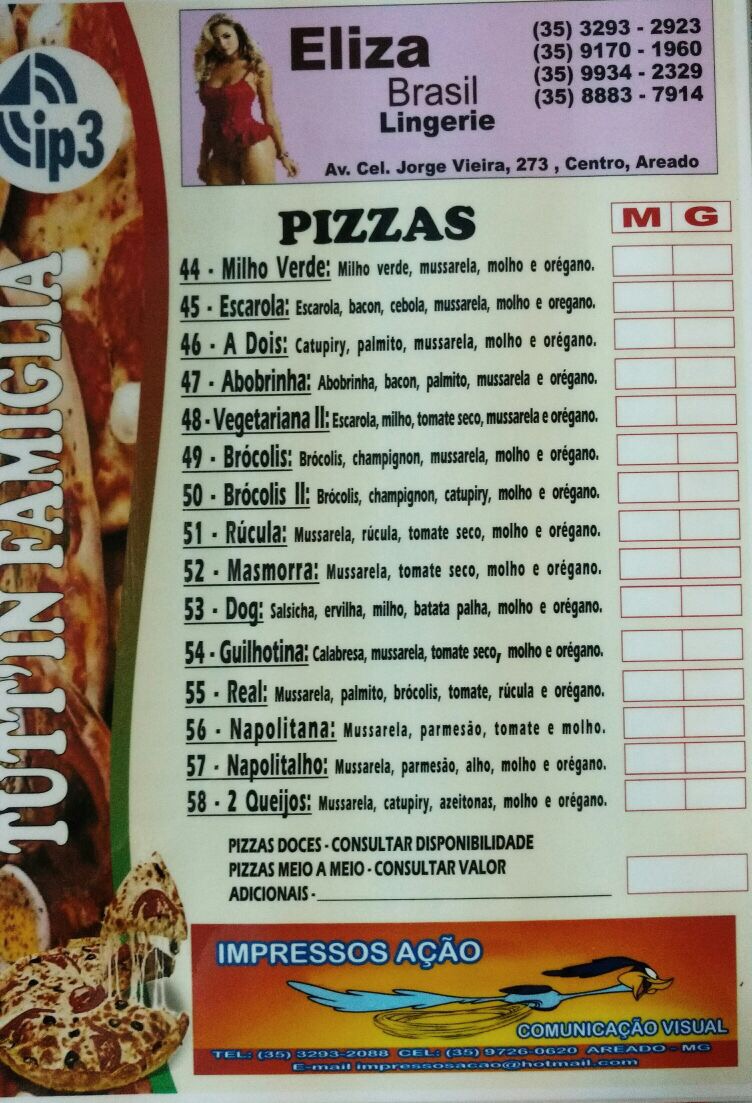 ip3
TUTT'IN FAMIGLIA
Eliza
Brasil
Lingerie
(35) 3293 - 2923
(35) 9170 - 1960
(35) 9934 - 2329
(35) 8883 - 7914
Av. Cel. Jorge Vieira, 273 , Centro, Areado
PIZZAS M G
44 - Milho Verde: Milho verde, mussarela, molho e orégano.
45 - Escarola: Escarola, bacon, cebola, mussarela, molho e oregano.
46 - A Dois: Catupiry, palmito, mussarela, molho e orégano.
47 - Abobrinha: Abobrinha, bacon, palmito, mussarela e orégano.
48 - Vegetariana II: Escarola, milho, tomate seco, mussarela e orégano.
49 - Brócolis: Brócolis, champignon, mussarela, molho e orégano.
50 - Brócolis II: Brócolis, champignon, catupiry, molho e orégano.
51 - Rúcula: Mussarela, rúcula, tomate seco, molho e orégano.
52 - Masmorra: Mussarela, tomate seco, molho e orégano.
53 - Dog: Salsicha, ervilha, milho, batata palha, molho e orégano.
54 - Guilhotina: Calabresa, mussarela, tomate seco, molho e orégano.
55 - Real: Mussarela, palmito, brócolis, tomate, rúcula e orégano.
56 - Napolitana: Mussarela, parmesão, tomate e molho.
57 - Napolitalho: Mussarela, parmesão, alho, molho e orégano.
58 - 2 Queijos: Mussarela, catupiry, azeitonas, molho e orégano.
PIZZAS DOCES - CONSULTAR DISPONIBILIDADE
PIZZAS MEIO A MEIO - CONSULTAR VALOR
ADICIONAIS -
IMPRESSOS AÇÃO
COMUNICAÇÃO VISUAL
TEL: (35) 3293-2088 CEL: (35) 9726-0620 AREADO - MG
E-mail impressosacao@hotmail.com